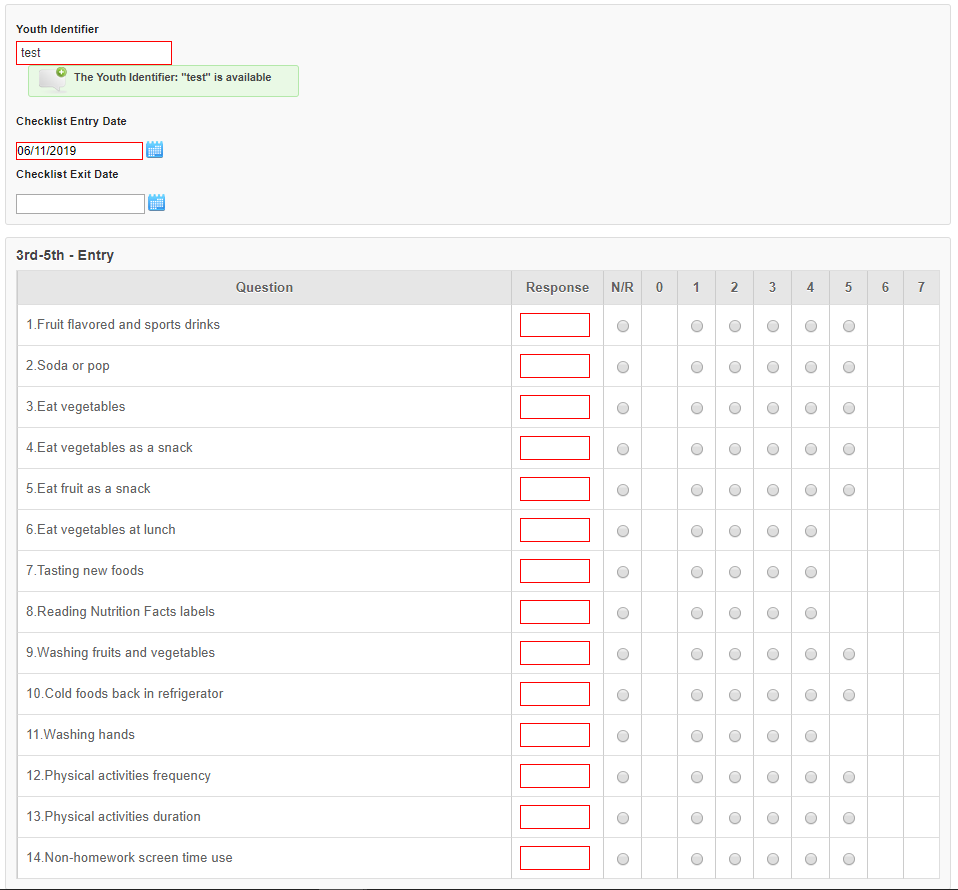 Youth Identifier
test
The Youth Identifier: "test" is available
Checklist Entry Date
06/11/2019
Checklist Exit Date
3rd-5th - Entry
Question Response N/R 0 1 2 3 4 5 6 7
1.Fruit flavored and sports drinks
2.Soda or pop
3.Eat vegetables
4.Eat vegetables as a snack
5.Eat fruit as a snack
6.Eat vegetables at lunch
7.Tasting new foods
8.Reading Nutrition Facts labels
9.Washing fruits and vegetables
10.Cold foods back in refrigerator
11.Washing hands
12.Physical activities frequency
13.Physical activities duration
14.Non-homework screen time use